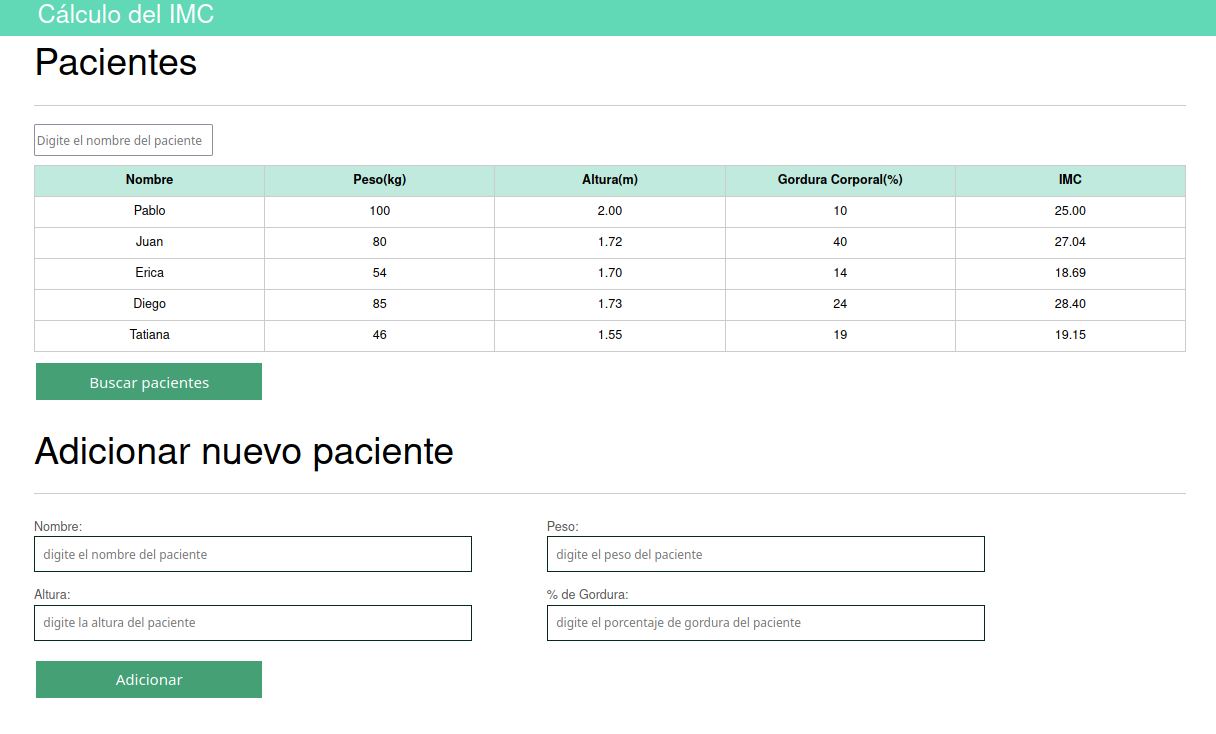 Cálculo del IMC
Pacientes
Digite el nombre del paciente
Nombre Peso(kg) Altura(m) Gordura Corporal(%) IMC
Pablo 100 2.00 10 25.00
Juan 80 1.72 40 27.04
Erica 54 1.70 14 18.69
Diego 85 1.73 24 28.40
Tatiana 46 1.55 19 19.15
Buscar pacientes
Adicionar nuevo paciente
Nombre: Peso:
digite el nombre del paciente digite el peso del paciente
Altura: % de Gordura:
digite la altura del paciente digite el porcentaje de gordura del paciente
Adicionar